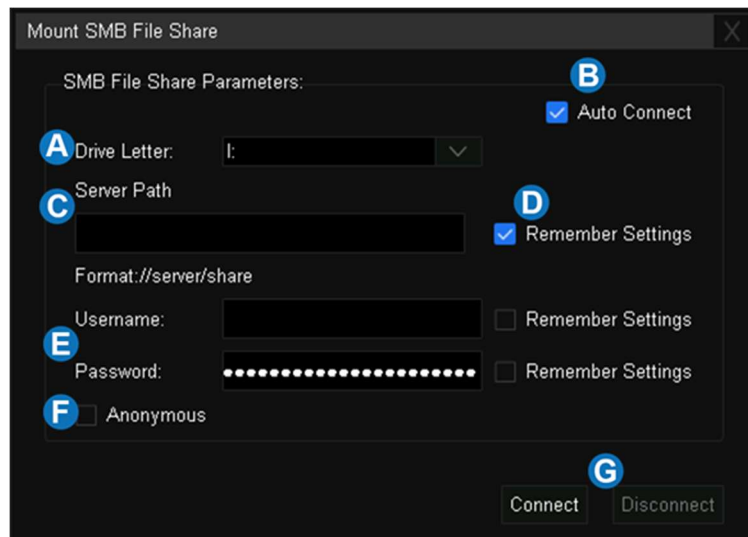 Mount SMB File Share X
SMB File Share Parameters:
B
Auto Connect
A Drive Letter: I:
Server Path
C
D
Remember Settings
Format://server/share
Username: Remember Settings
E
Password: •••••••••••••••••••••• Remember Settings
F Anonymous
G
Connect Disconnect